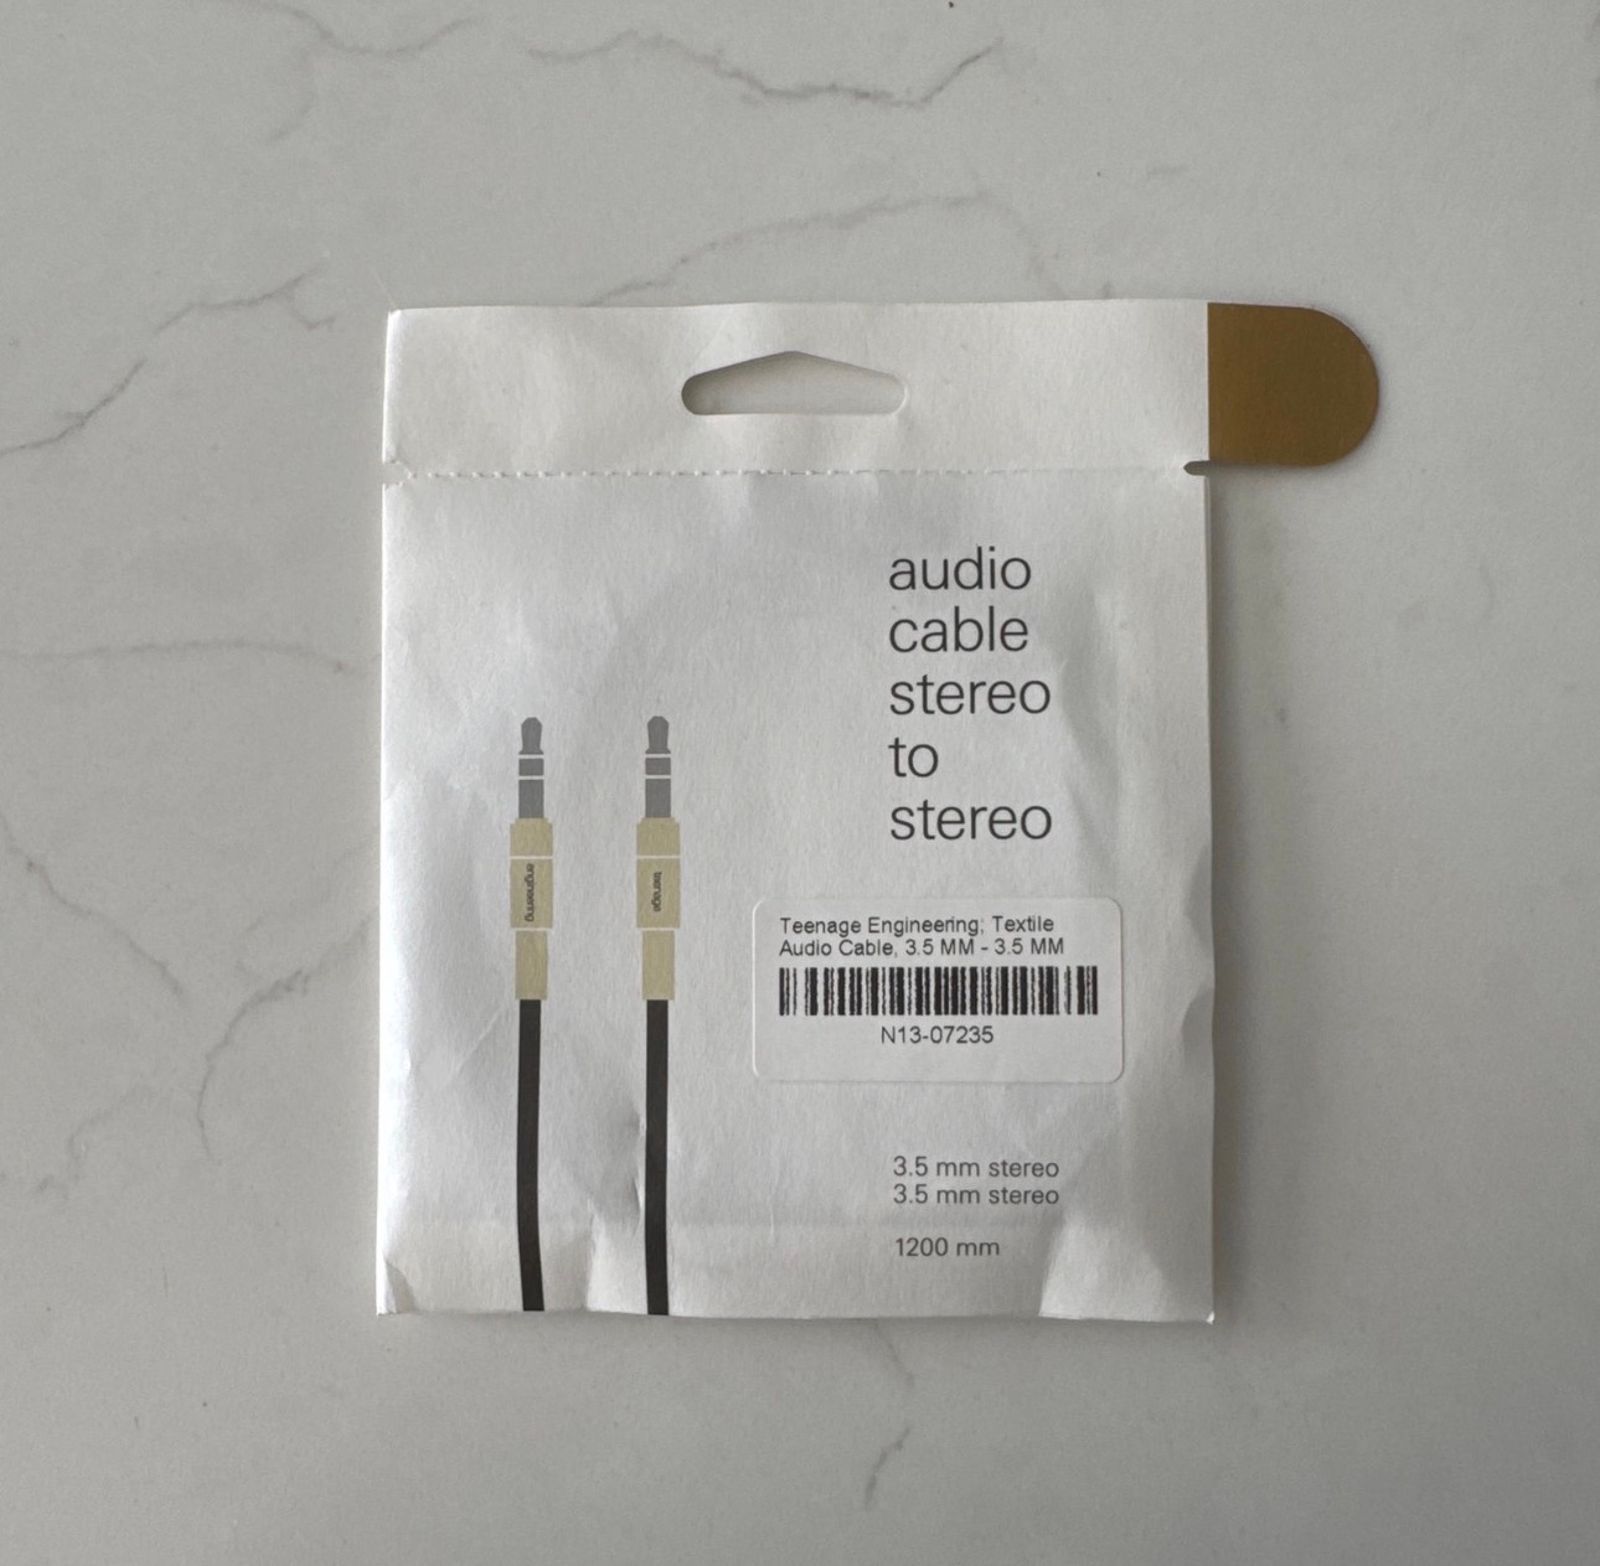 audio
cable
stereo
to
stereo
engineering
teenage
Teenage Engineering; Textile
Audio Cable, 3.5 MM - 3.5 MM
N13-07235
3.5 mm stereo
3.5 mm stereo
1200 mm